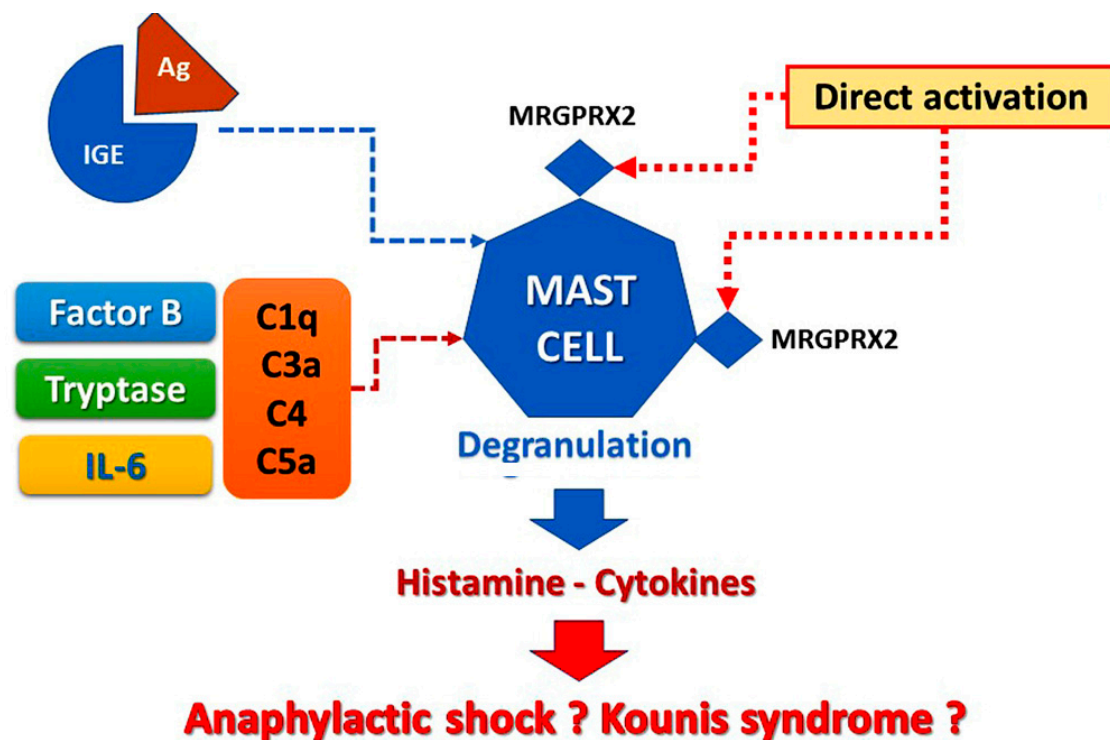 Ag
IGE
MRGPRX2
Direct activation
MAST
CELL
MRGPRX2
Factor B
Tryptase
IL-6
C1q
C3a
C4
C5a
Degranulation
Histamine - Cytokines
Anaphylactic shock ? Kounis syndrome ?